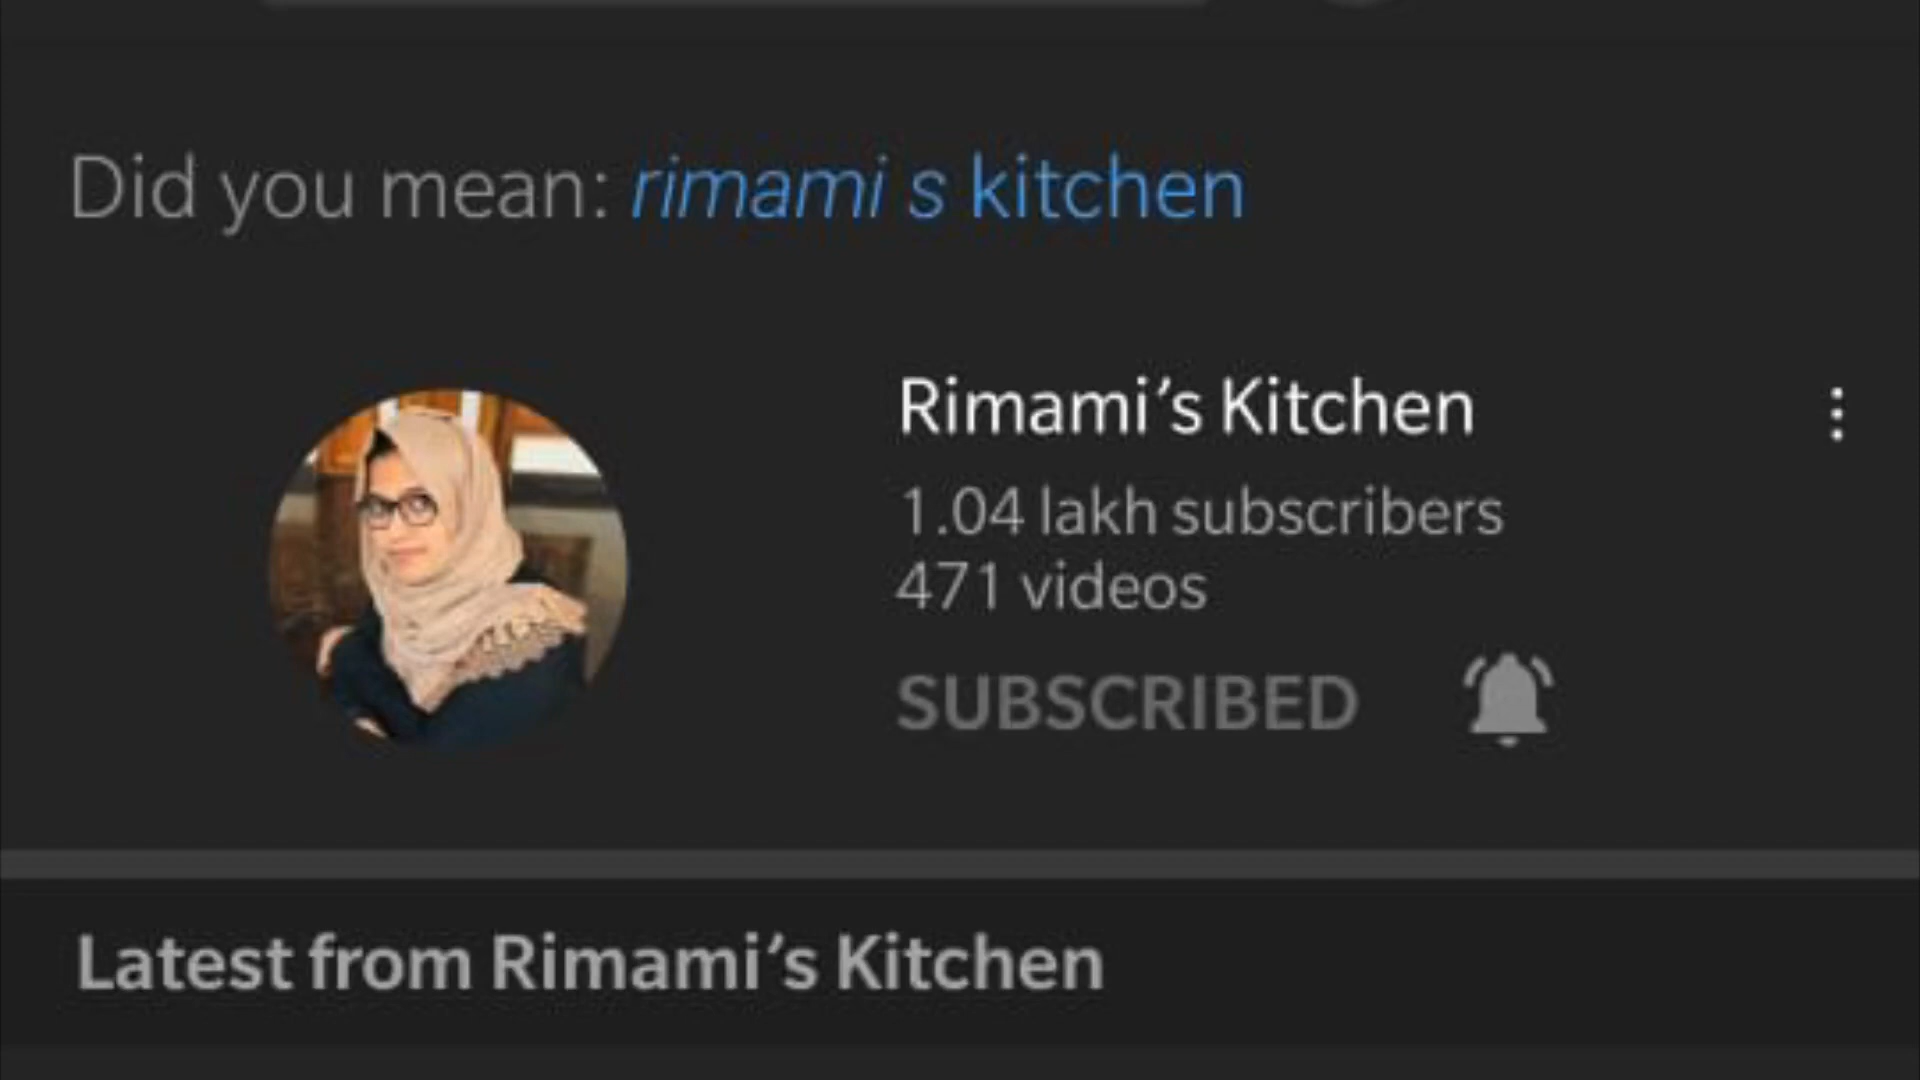 Did you mean: rimami s kitchen
Rimami’s Kitchen
1.04 lakh subscribers
471 videos
SUBSCRIBED
Latest from Rimami’s Kitchen